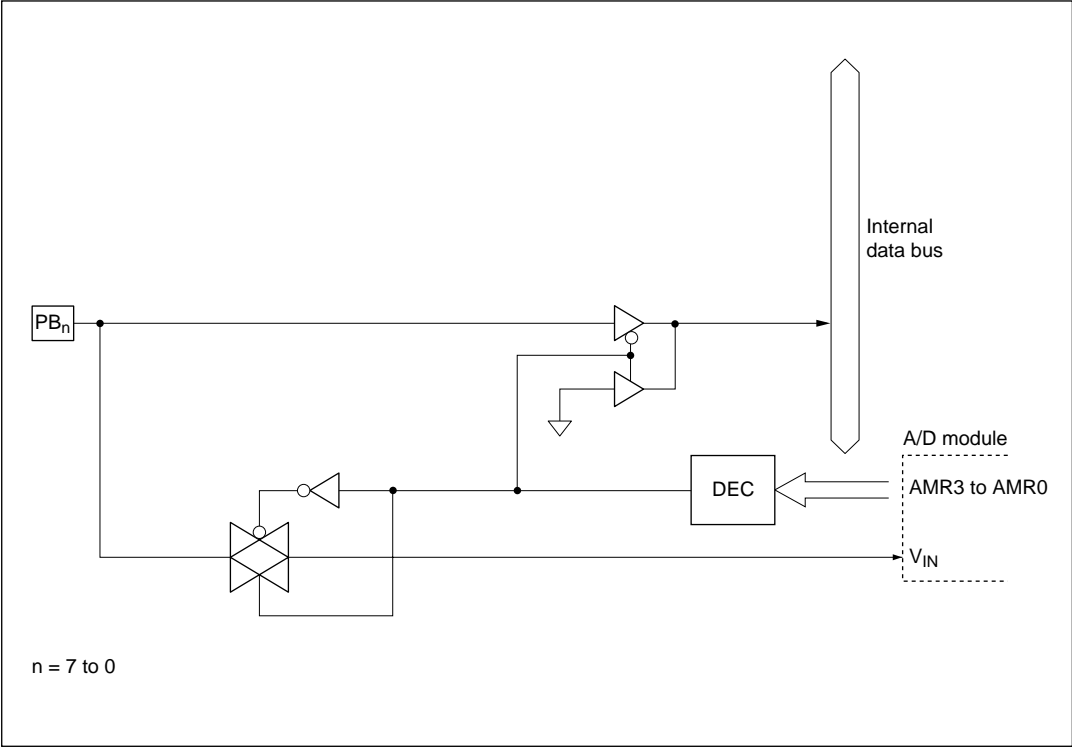 Internal
data bus
PBn
A/D module
DEC
AMR3 to AMR0
VIN
n = 7 to 0